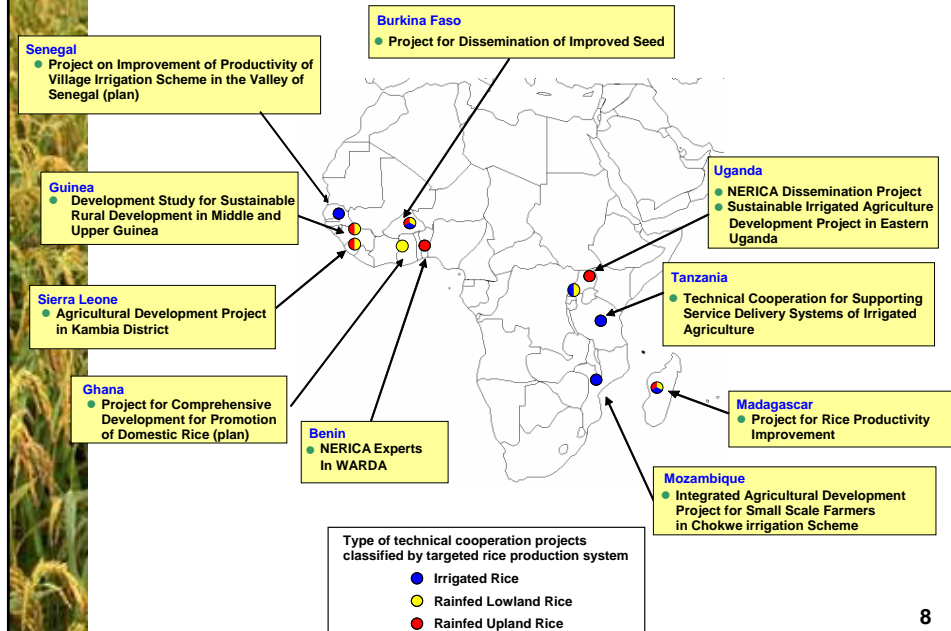 Burkina Faso
Project for Dissemination of Improved Seed
Senegal
Project on Improvement of Productivity of
Village Irrigation Scheme in the Valley of
Senegal (plan)
Guinea
Development Study for Sustainable
Rural Development in Middle and
Upper Guinea
Uganda
NERICA Dissemination Project
Sustainable Irrigated Agriculture
Development Project in Eastern
Uganda
Sierra Leone
Agricultural Development Project
in Kambia District
Tanzania
Technical Cooperation for Supporting
Service Delivery Systems of Irrigated
Agriculture
Ghana
Project for Comprehensive
Development for Promotion
of Domestic Rice (plan)
Benin
NERICA Experts
In WARDA
Madagascar
Project for Rice Productivity
Improvement
Mozambique
Integrated Agricultural Development
Project for Small Scale Farmers
in Chokwe irrigation Scheme
Type of technical cooperation projects
classified by targeted rice production system
Irrigated Rice
Rainfed Lowland Rice
Rainfed Upland Rice
8